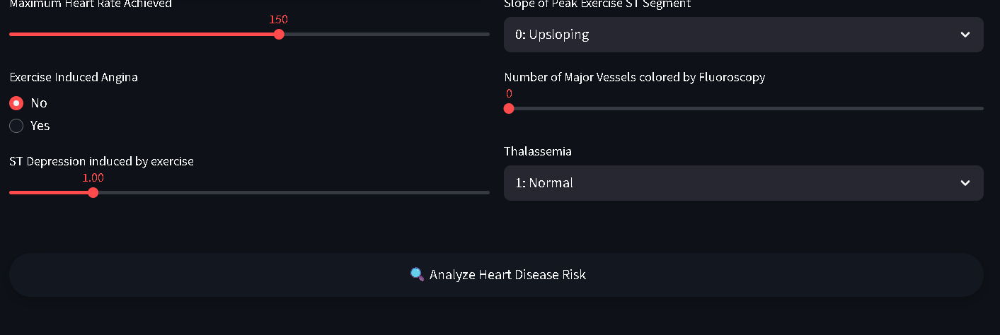 Maximum Heart Rate Achieved
150
Exercise Induced Angina
No
Yes
ST Depression induced by exercise
1.00
Slope of Peak Exercise ST Segment
0: Upsloping
Number of Major Vessels colored by Fluoroscopy
0
Thalassemia
1: Normal
Analyze Heart Disease Risk